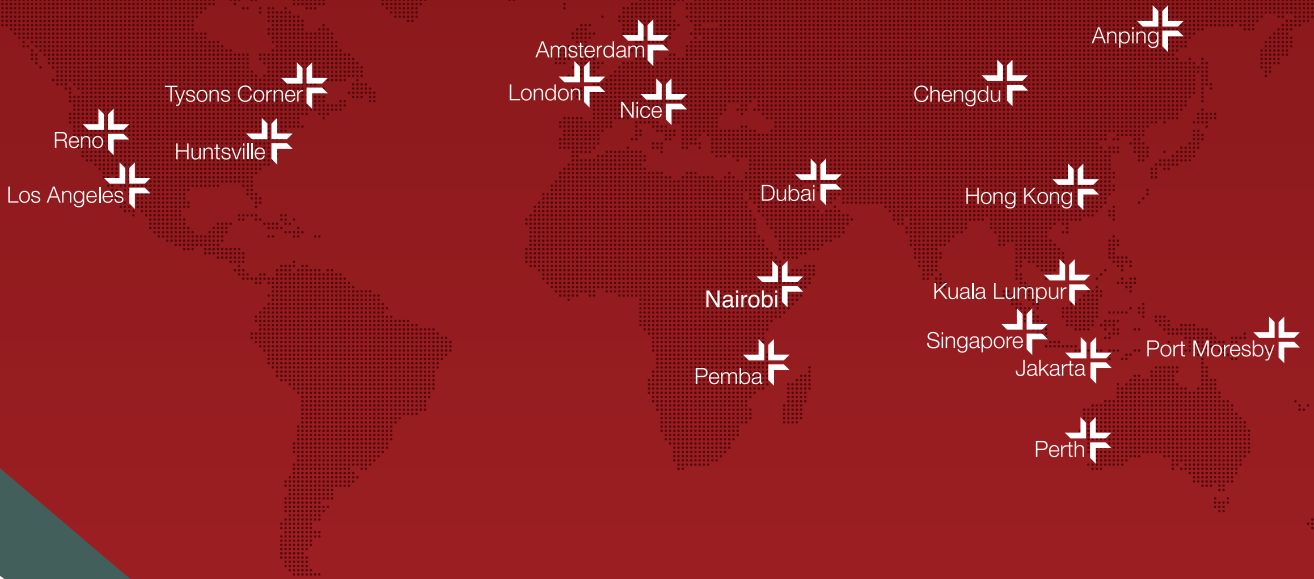 Anping
Amsterdam
Tysons Corner
London
Chengdu
Nice
Reno
Huntsville
Los Angeles
Dubai
Hong Kong
Nairobi
Kuala Lumpur
Singapore
Port Moresby
Jakarta
Pemba
Perth